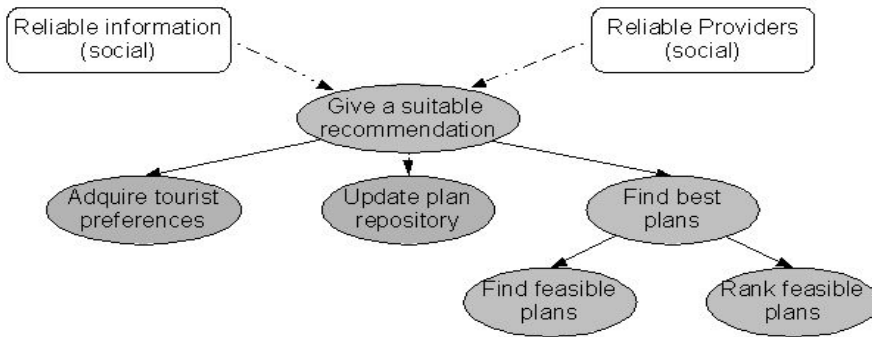 Reliable information
(social)
Reliable Providers
(social)
Give a suitable
recommendation
Adquire tourist
preferences
Update plan
repository
Find best
plans
Find feasible
plans
Rank feasible
plans